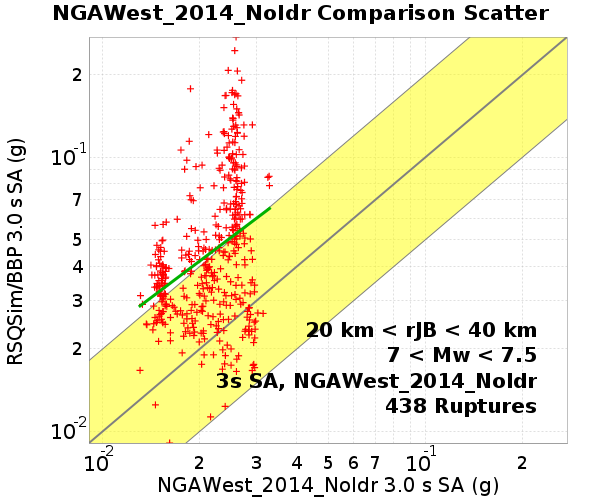 NGAWest_2014_NoIdr Comparison Scatter
RSQSim/BBP 3.0 s SA (g)
2
10-1
7
5
4
3
2
10-2
20 km < rJB < 40 km
7 < Mw < 7.5
3s SA, NGAWest_2014_NoIdr
438 Ruptures
10-2 2 3 4 5 6 7 10-1 2
NGAWest_2014_NoIdr 3.0 s SA (g)